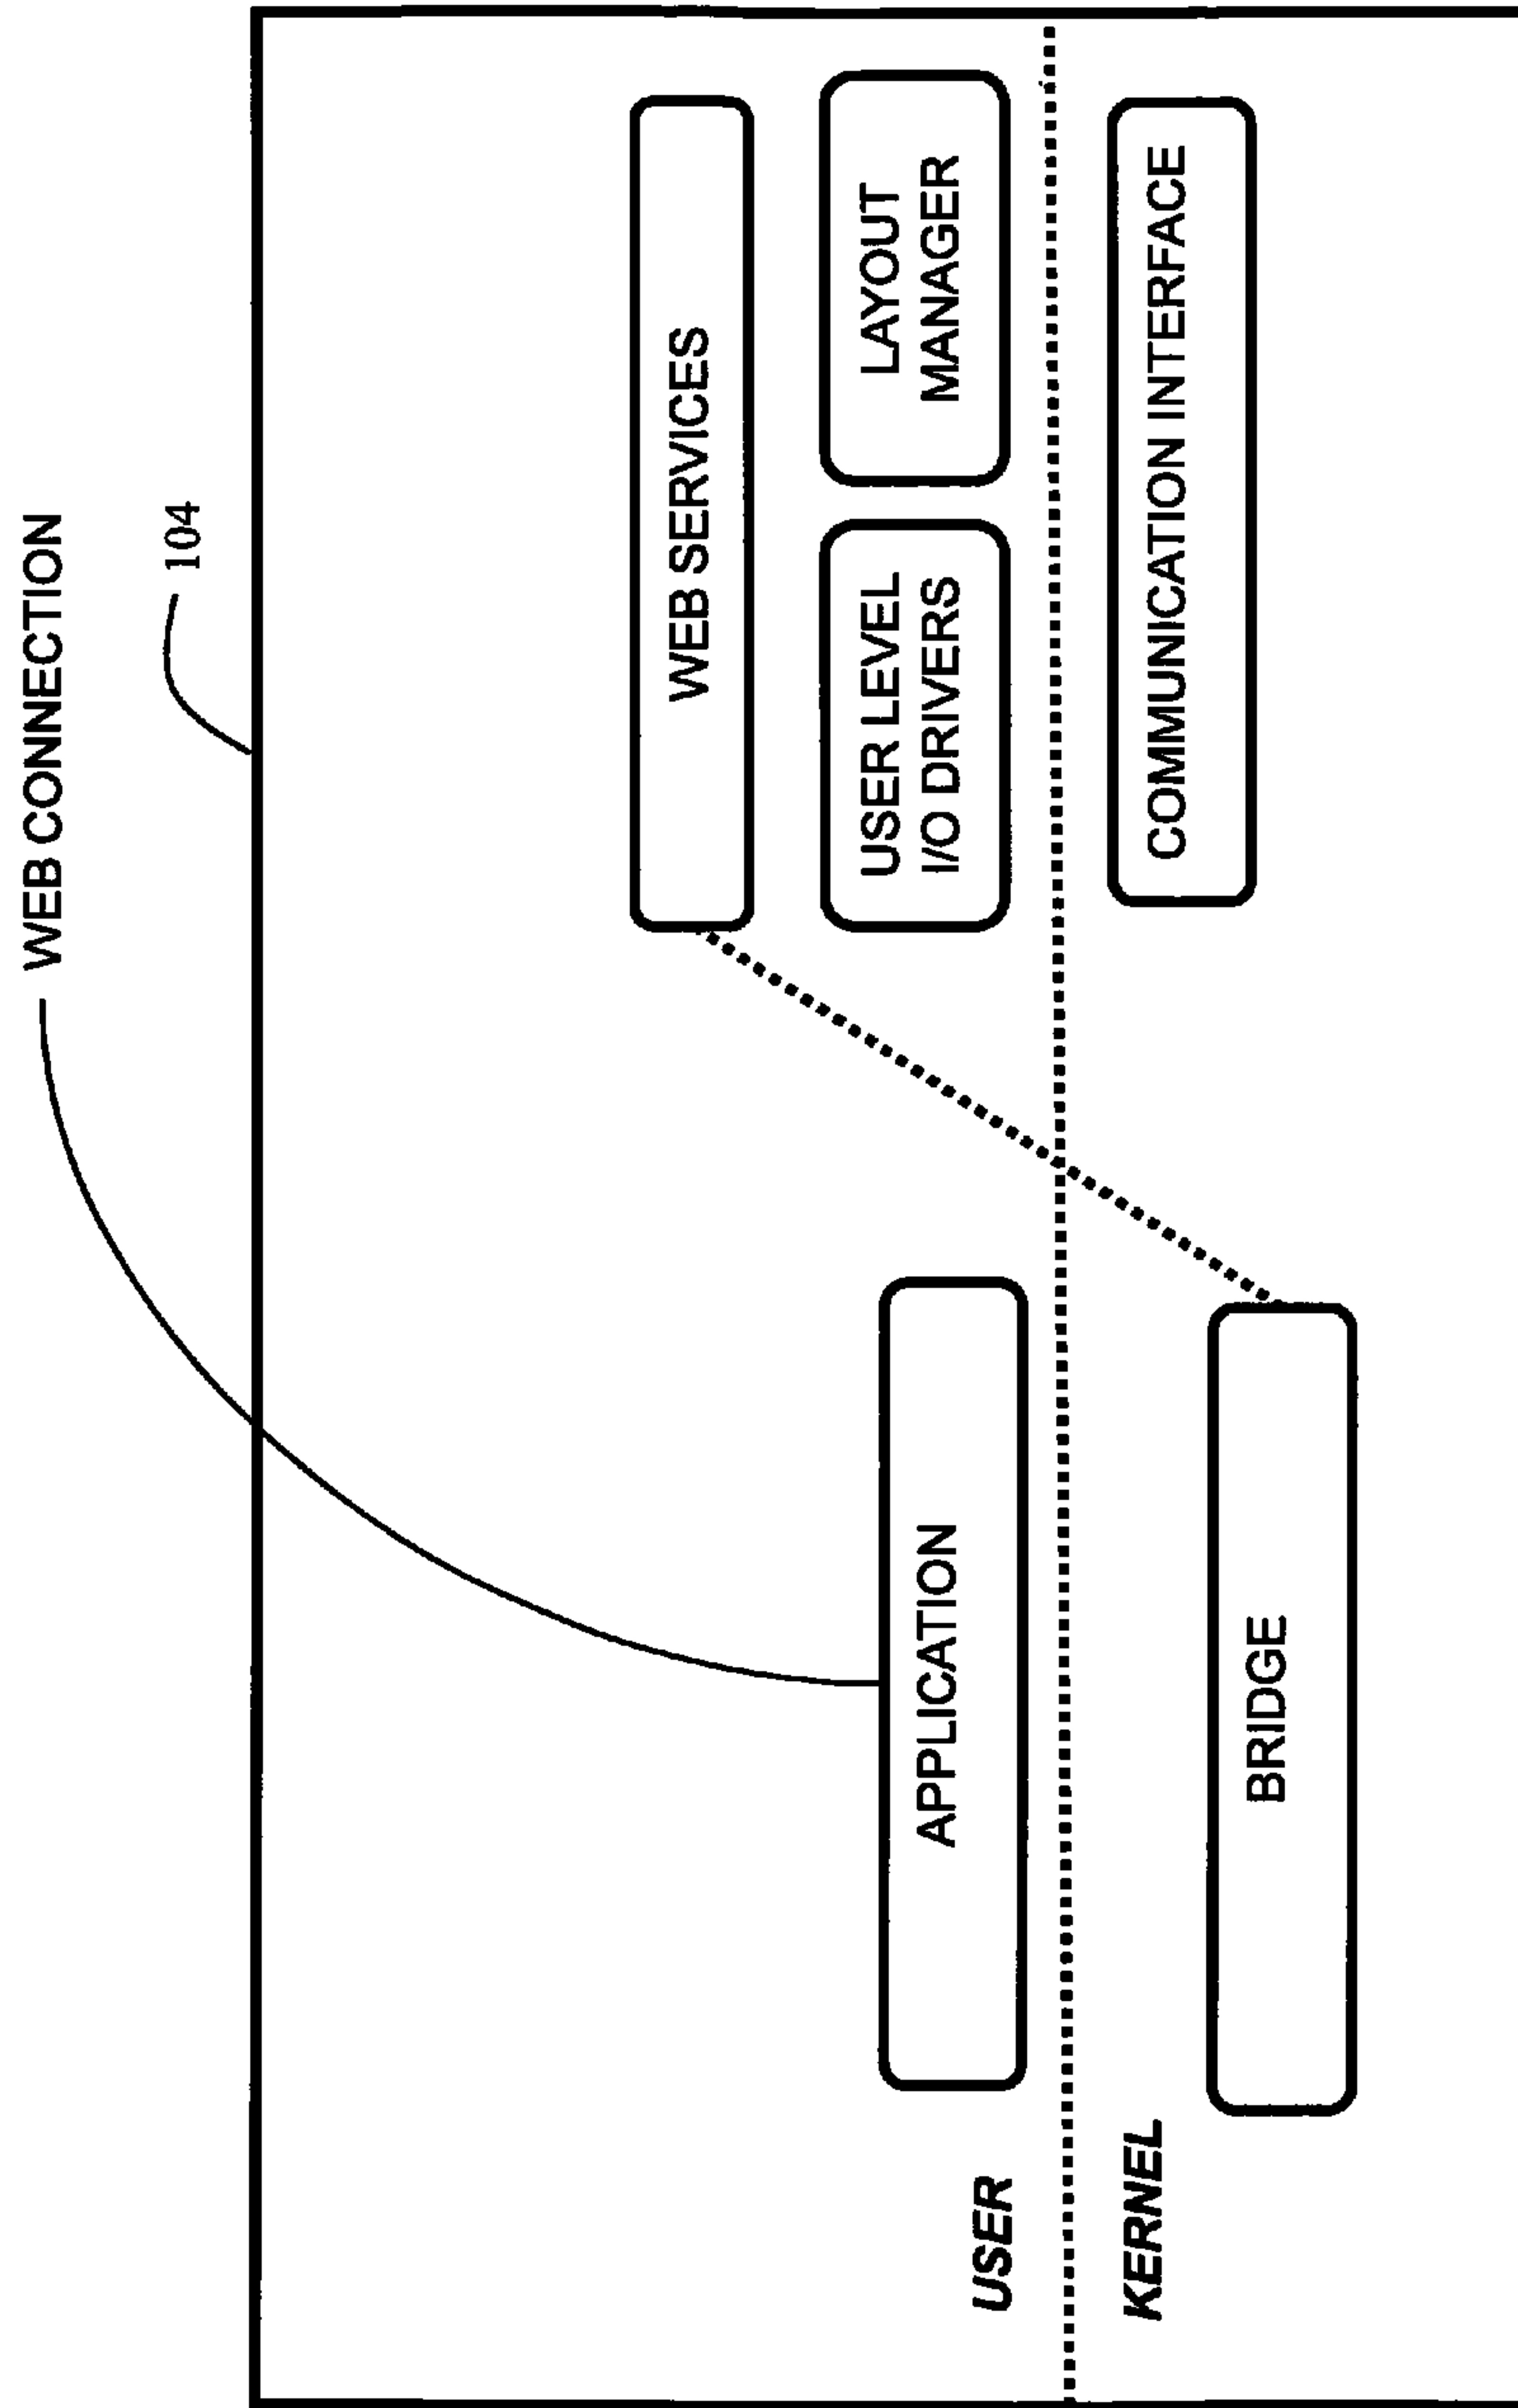 WEB CONNECTION
104
WEB SERVICES
USER LEVEL
I/O DRIVERS
LAYOUT
MANAGER
APPLICATION
USER
KERNEL
COMMUNICATION INTERFACE
BRIDGE